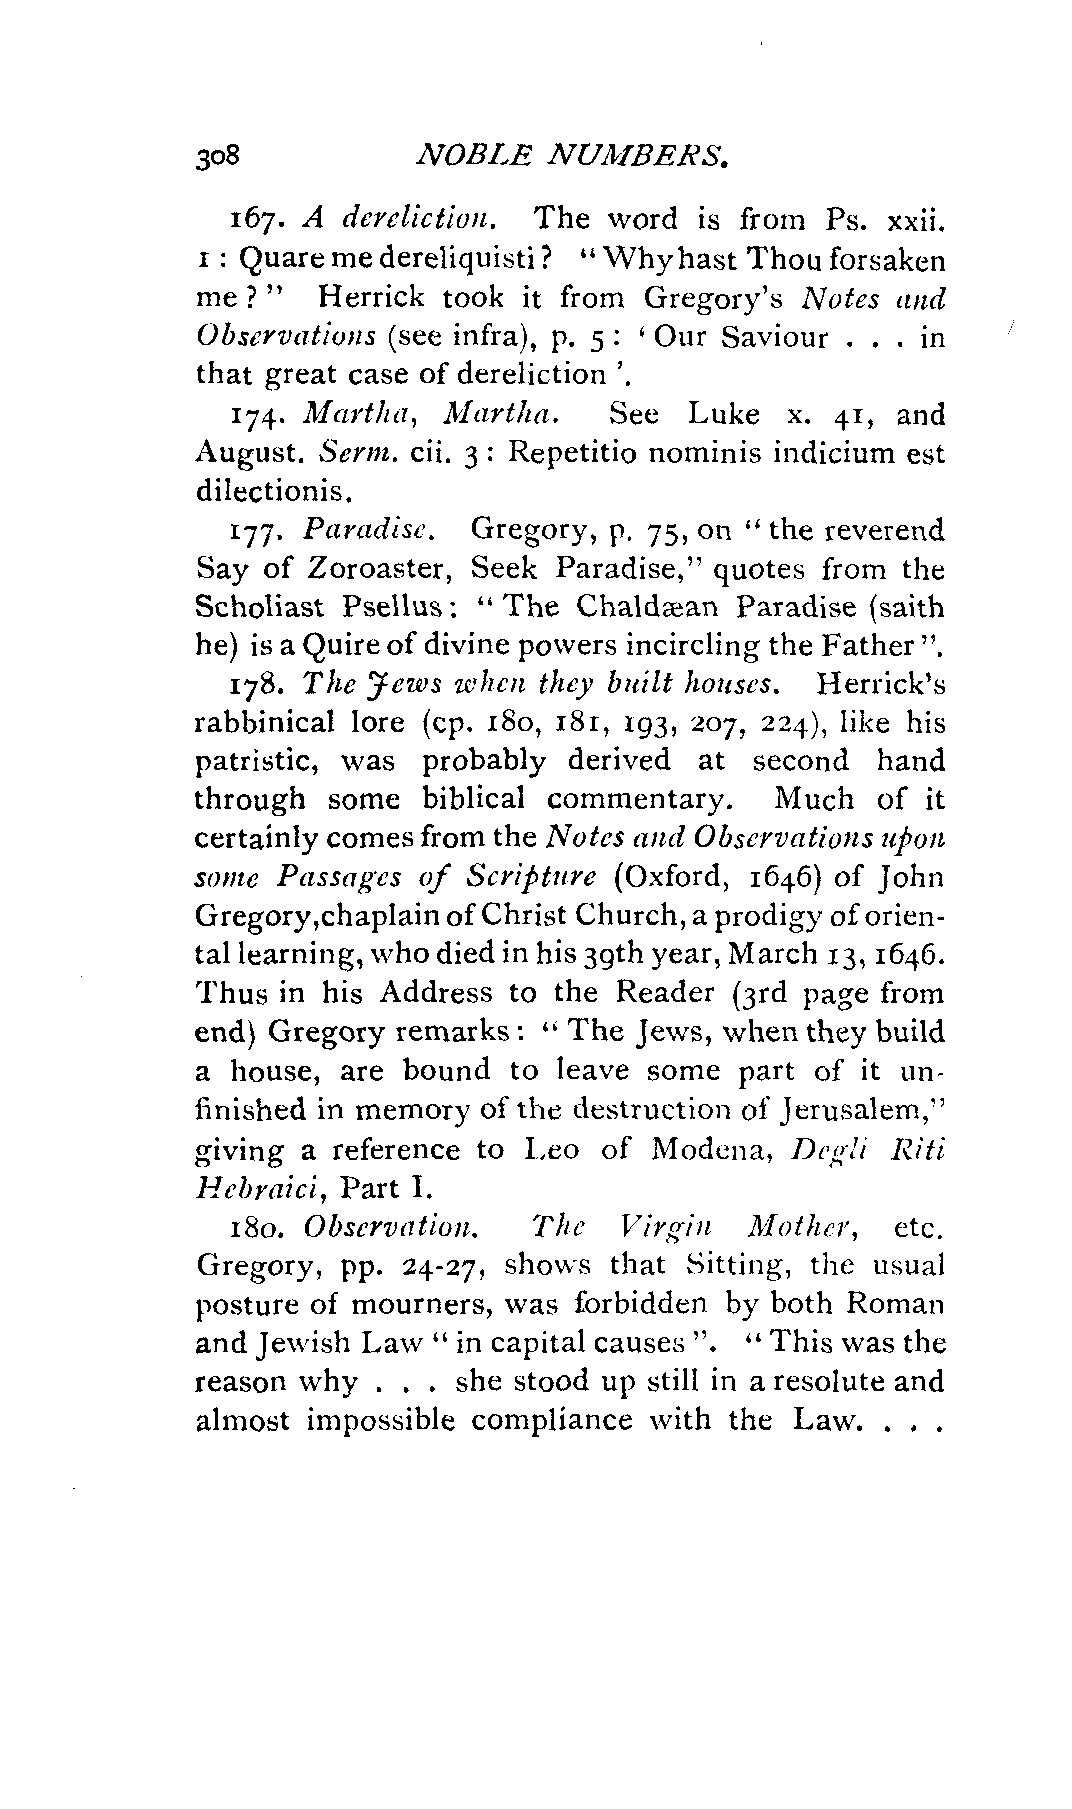 308 NOBLE NUMBERS.
167. A dereliction. The word is from Ps. xxii.
1 : Quare me dereliquisti ? “Why hast Thou forsaken
me ? ” Herrick took it from Gregory's Notes and
Observations (see infra), p. 5 : ‘ Our Saviour . . . in
that great case of dereliction ’.
174. Martha, Martha. See Luke x. 41, and
August. Serm. cii. 3 : Repetitio nominis indicium est
dilectionis.
177. Paradise. Gregory, p. 75, on “ the reverend
Say of Zoroaster, Seek Paradise,” quotes from the
Scholiast Psellus : “ The Chaldæan Paradise (saith
he) is a Quire of divine powers incircling the Father ”.
178. The Jews when they built houses. Herrick's
rabbinical lore (cp. 180, 181, 193, 207, 224), like his
patristic, was probably derived at second hand
through some biblical commentary. Much of it
certainly comes from the Notes and Observations upon
some Passages of Scripture (Oxford, 1646) of John
Gregory, chaplain of Christ Church, a prodigy of orien-
tal learning, who died in his 39th year, March 13, 1646.
Thus in his Address to the Reader (3rd page from
end) Gregory remarks : “ The Jews, when they build
a house, are bound to leave some part of it un-
finished in memory of the destruction of Jerusalem,”
giving a reference to Leo of Modena, Degli Riti
Hebraici, Part I.
180. Observation. The Virgin Mother, etc.
Gregory, pp. 24-27, shows that Sitting, the usual
posture of mourners, was forbidden by both Roman
and Jewish Law “ in capital causes ”. “ This was the
reason why . . . she stood up still in a resolute and
almost impossible compliance with the Law. . . .